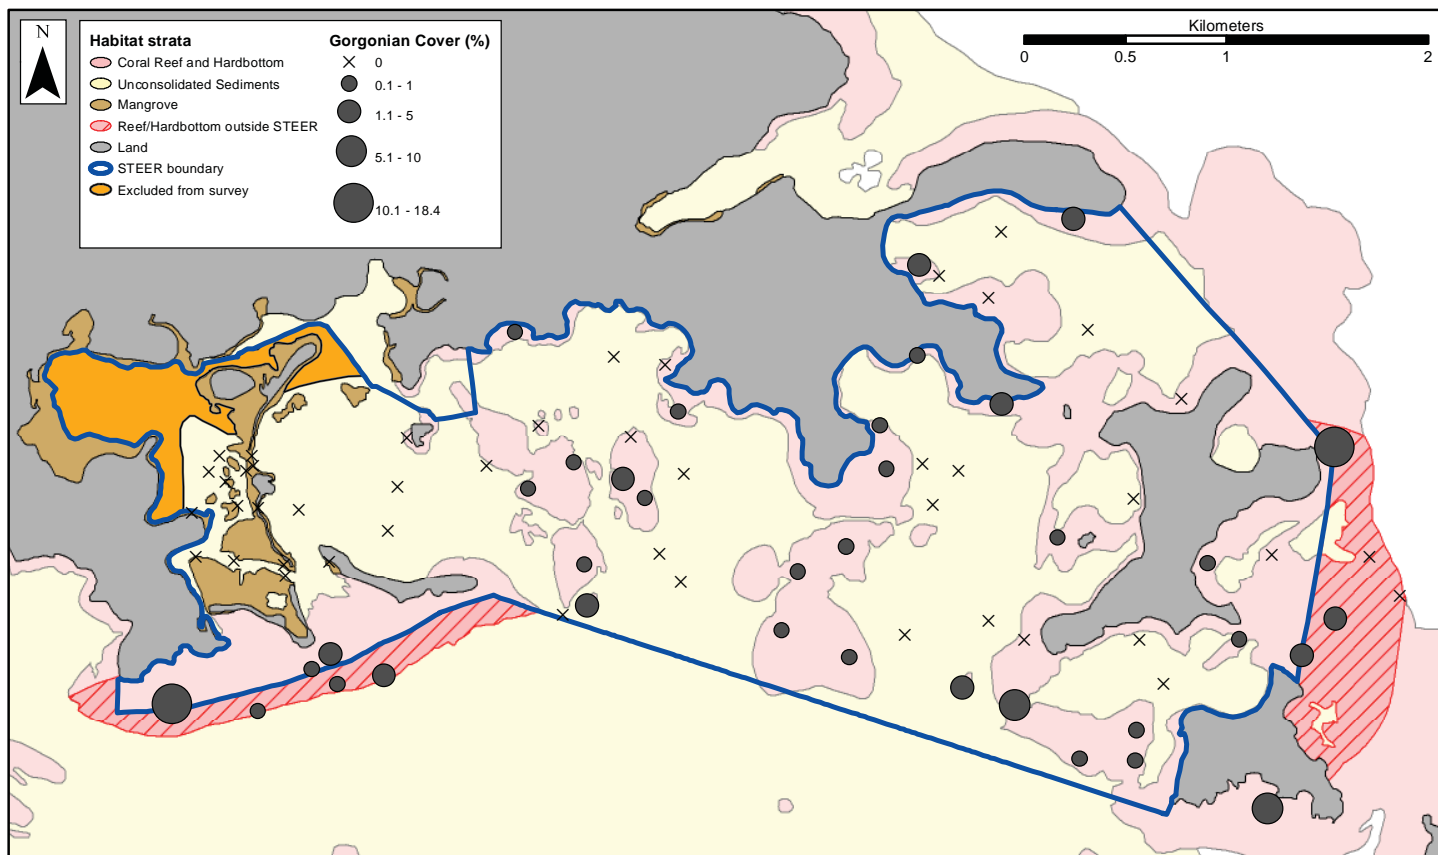 N
Habitat strata
Coral Reef and Hardbottom
Unconsolidated Sediments
Mangrove
Reef/Hardbottom outside STEER
Land
STEER boundary
Excluded from survey
Gorgonian Cover (%)
0
0.1 - 1
1.1 - 5
5.1 - 10
10.1 - 18.4
Kilometers
0 0.5 1 2